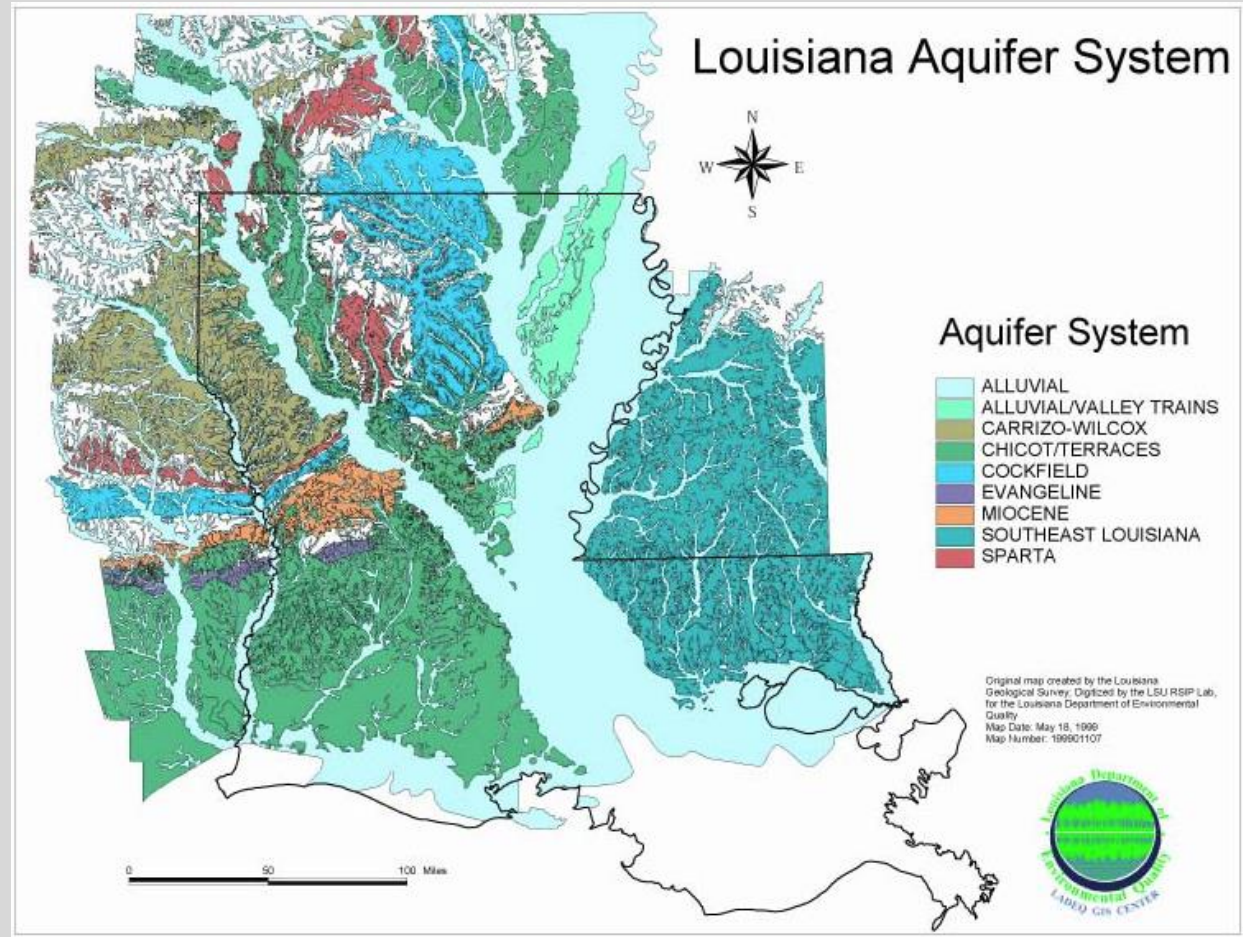 Louisiana Aquifer System
N
W E
S
Aquifer System
ALLUVIAL
ALLUVIAL/VALLEY TRAINS
CARRIZO-WILCOX
CHICOT/TERRACES
COCKFIELD
EVANGELINE
MIOCENE
SOUTHEAST LOUISIANA
SPARTA
Original map created by the Louisiana
Geological Survey; Digitized by the LSU RSIP Lab,
for the Louisiana Department of Environmental
Quality
Map Date: May 18, 1999
Map Number: 199901107
0 50 100 Miles
Louisiana Department of
Environmental Quality
LADEQ GIS CENTER